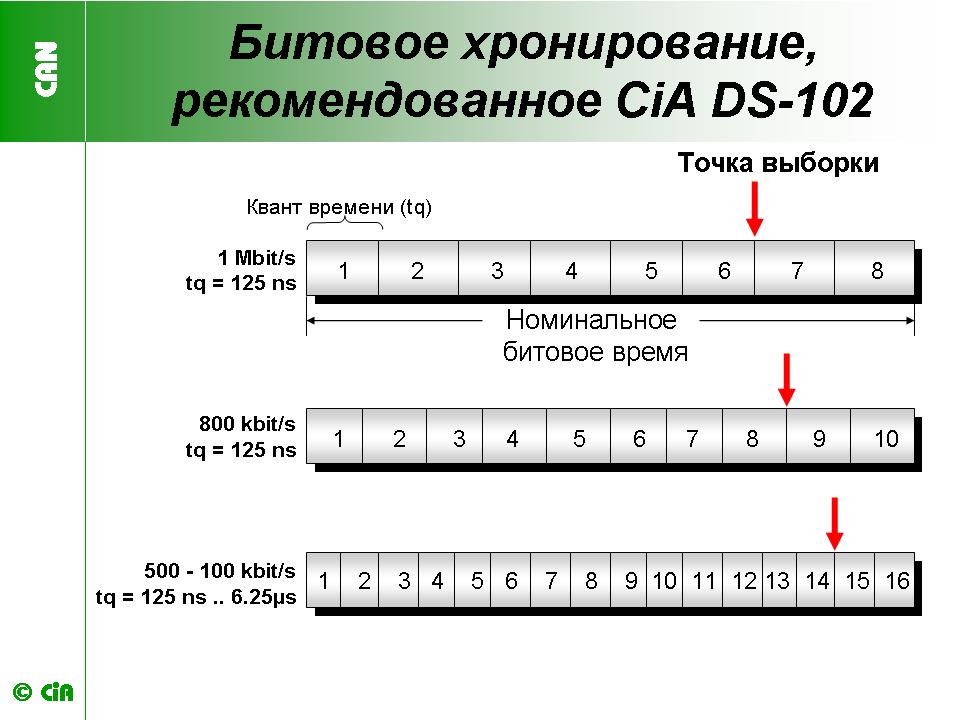 CAN
Битовое хронирование,
рекомендованное CiA DS-102
Точка выборки
Квант времени (tq)
1 Mbit/s
tq = 125 ns
1 2 3 4 5 6 7 8
Номинальное
битовое время
800 kbit/s
tq = 125 ns
1 2 3 4 5 6 7 8 9 10
500 - 100 kbit/s
tq = 125 ns .. 6.25µs
1 2 3 4 5 6 7 8 9 10 11 12 13 14 15 16
© CiA